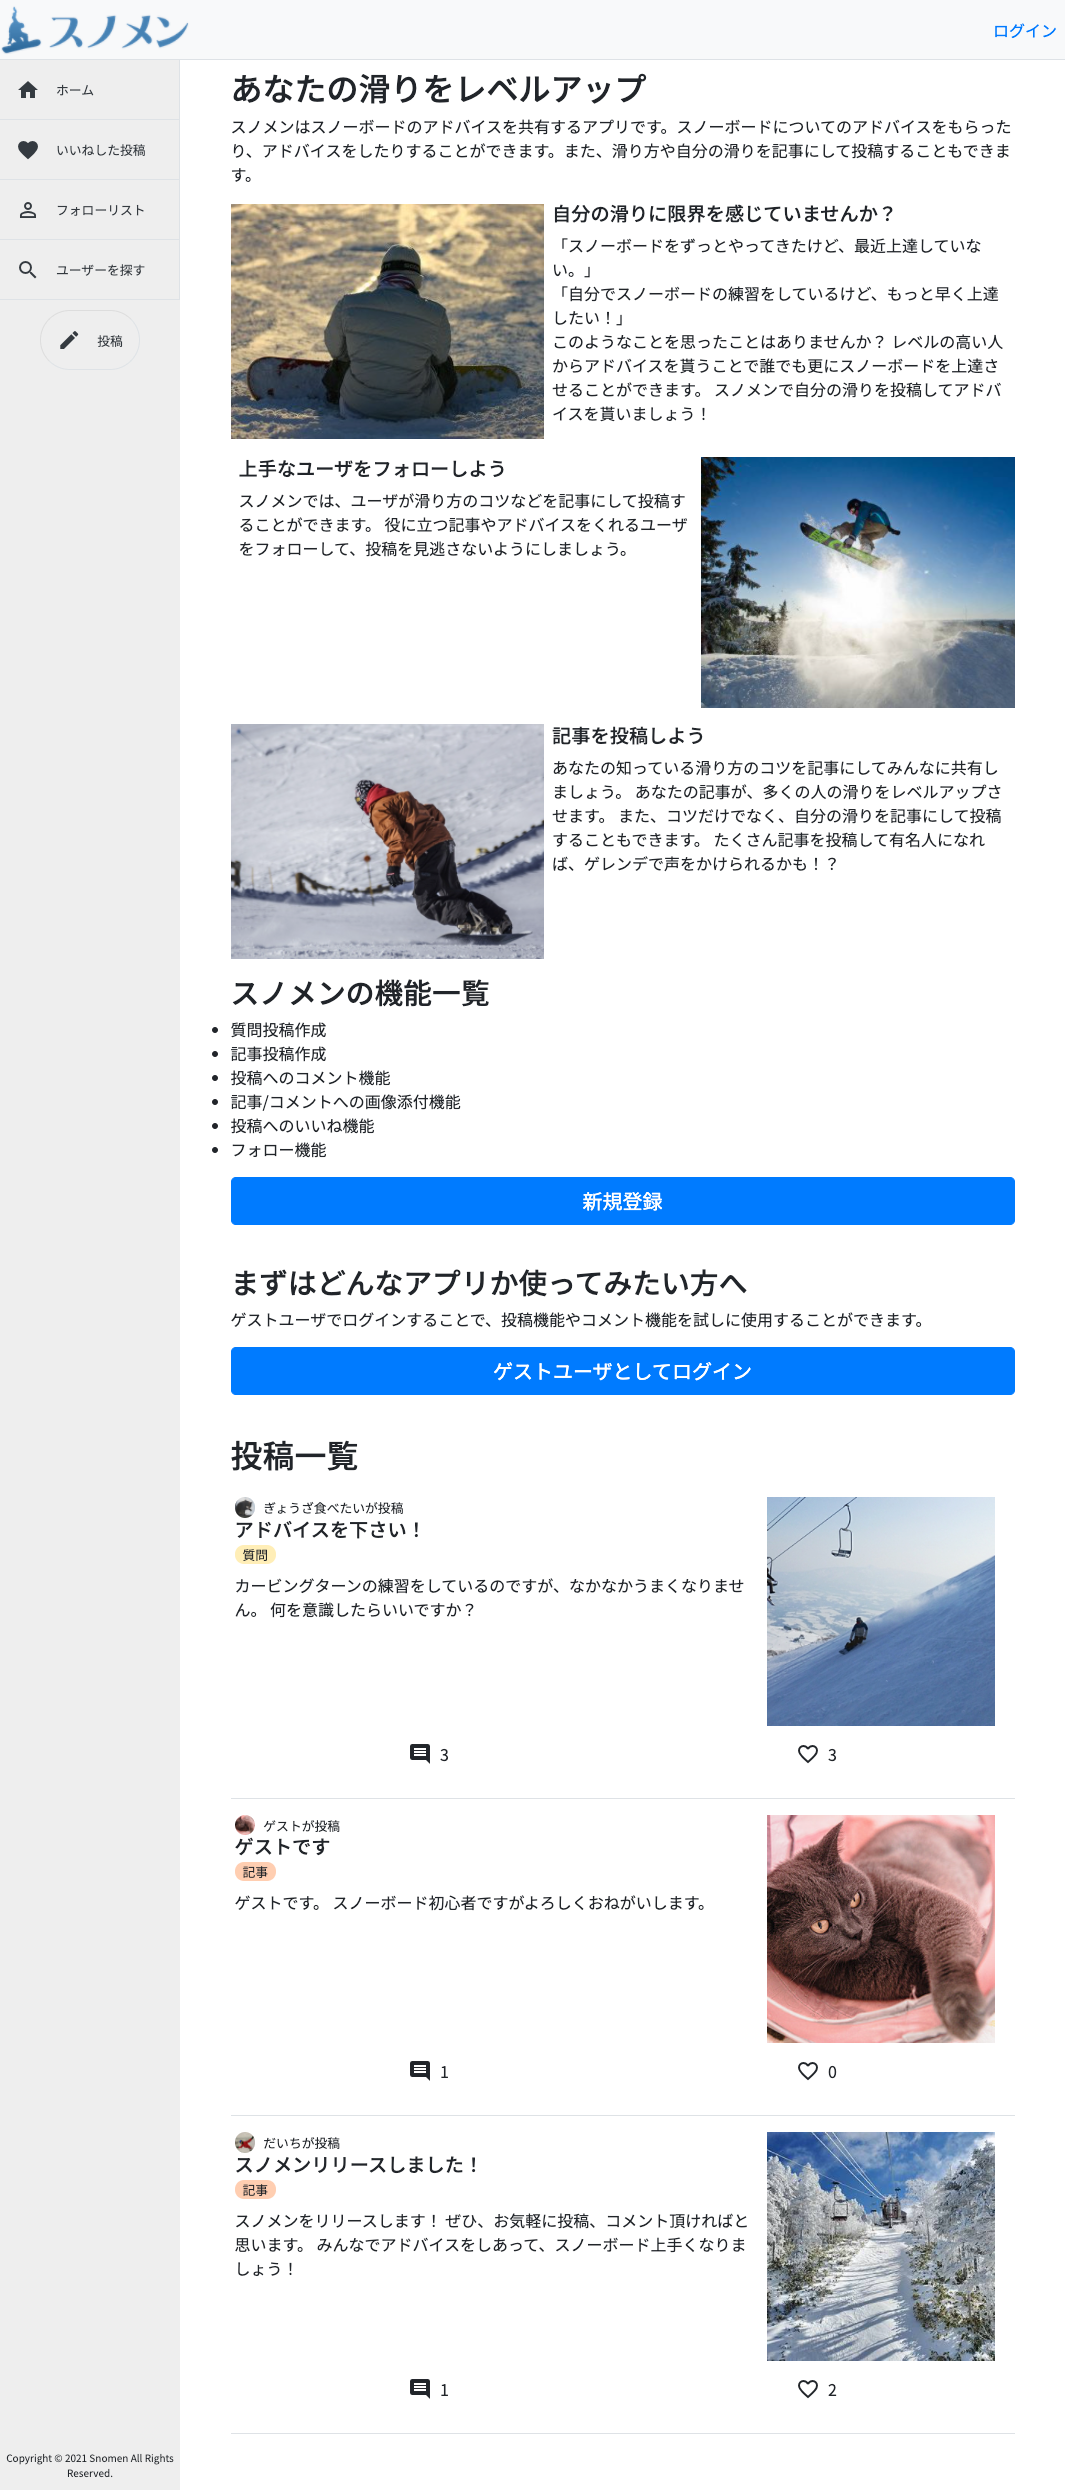 スノメン
ログイン
ホーム
いいねした投稿
フォローリスト
ユーザーを探す
投稿
あなたの滑りをレベルアップ
スノメンはスノーボードのアドバイスを共有するアプリです。スノーボードについてのアドバイスをもらった
り、アドバイスをしたりすることができます。また、滑り方や自分の滑りを記事にして投稿することもできま
す。
自分の滑りに限界を感じていませんか？
「スノーボードをずっとやってきたけど、最近上達していな
い。」
「自分でスノーボードの練習をしているけど、もっと早く上達
したい！」
このようなことを思ったことはありませんか？ レベルの高い人
からアドバイスを貰うことで誰でも更にスノーボードを上達さ
せることができます。 スノメンで自分の滑りを投稿してアドバ
イスを貰いましょう！
上手なユーザをフォローしよう
スノメンでは、ユーザが滑り方のコツなどを記事にして投稿す
ることができます。 役に立つ記事やアドバイスをくれるユーザ
をフォローして、投稿を見逃さないようにしましょう。
記事を投稿しよう
あなたの知っている滑り方のコツを記事にしてみんなに共有し
ましょう。 あなたの記事が、多くの人の滑りをレベルアップさ
せます。 また、コツだけでなく、自分の滑りを記事にして投稿
することもできます。 たくさん記事を投稿して有名人になれ
ば、ゲレンデで声をかけられるかも！？
スノメンの機能一覧
質問投稿作成
記事投稿作成
投稿へのコメント機能
記事/コメントへの画像添付機能
投稿へのいいね機能
フォロー機能
新規登録
まずはどんなアプリか使ってみたい方へ
ゲストユーザでログインすることで、投稿機能やコメント機能を試しに使用することができます。
ゲストユーザとしてログイン
投稿一覧
ぎょうざ食べたいが投稿
アドバイスを下さい！
質問
カービングターンの練習をしているのですが、なかなかうまくなりませ
ん。 何を意識したらいいですか？
3 3
ゲストが投稿
ゲストです
記事
ゲストです。 スノーボード初心者ですがよろしくおねがいします。
1 0
だいちが投稿
スノメンリリースしました！
記事
スノメンをリリースします！ ぜひ、お気軽に投稿、コメント頂ければと
思います。 みんなでアドバイスをしあって、スノーボード上手くなりま
しょう！
1 2
Copyright © 2021 Snomen All Rights
Reserved.